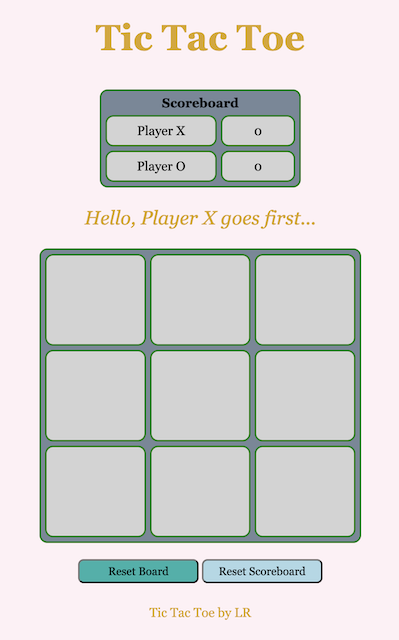 Tic Tac Toe
Scoreboard
Player X 0
Player O 0
Hello, Player X goes first...
Reset Board Reset Scoreboard
Tic Tac Toe by LR